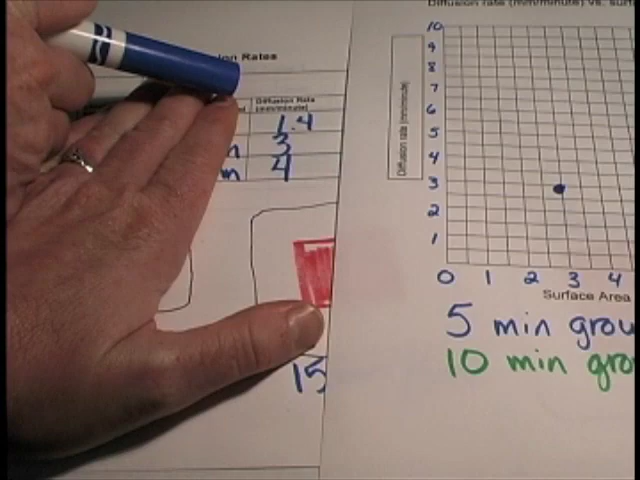 Rates
Diffusion Rate
(mm/minute)
1.4
m 3
m 4
15
Diffusion rate (mm/minute) vs. surf
Diffusion rate (mm/minute)
10
9
8
7
6
5
4
3
2
1
0 1 2 3 4
Surface Area
5 min grou
10 min gro